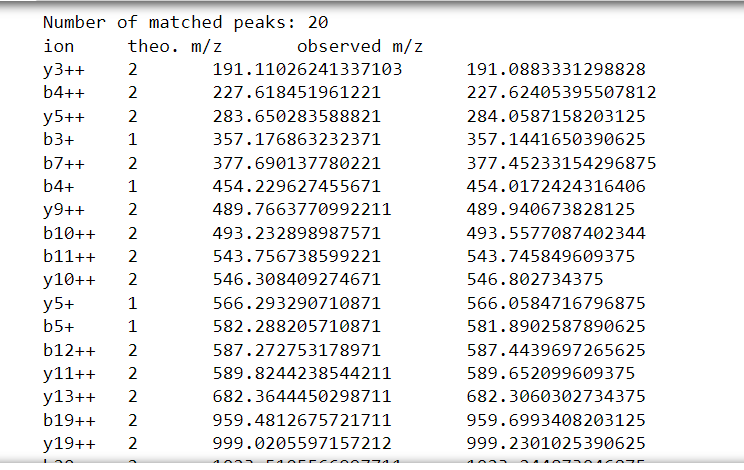 Number of matched peaks: 20
ion theo. m/z observed m/z
y3++ 2 191.11026241337103 191.0883331298828
b4++ 2 227.618451961221 227.62405395507812
y5++ 2 283.650283588821 284.0587158203125
b3+ 1 357.176863232371 357.1441650390625
b7++ 2 377.690137780221 377.45233154296875
b4+ 1 454.229627455671 454.0172424316406
y9++ 2 489.7663770992211 489.940673828125
b10++ 2 493.232898987571 493.5577087402344
b11++ 2 543.756738599221 543.745849609375
y10++ 2 546.308409274671 546.802734375
y5+ 1 566.293290710871 566.0584716796875
b5+ 1 582.288205710871 581.8902587890625
b12++ 2 587.272753178971 587.4439697265625
y11++ 2 589.8244238544211 589.652099609375
y13++ 2 682.3644450298711 682.3060302734375
b19++ 2 959.4812675721711 959.6993408203125
y19++ 2 999.0205597157212 999.2301025390625